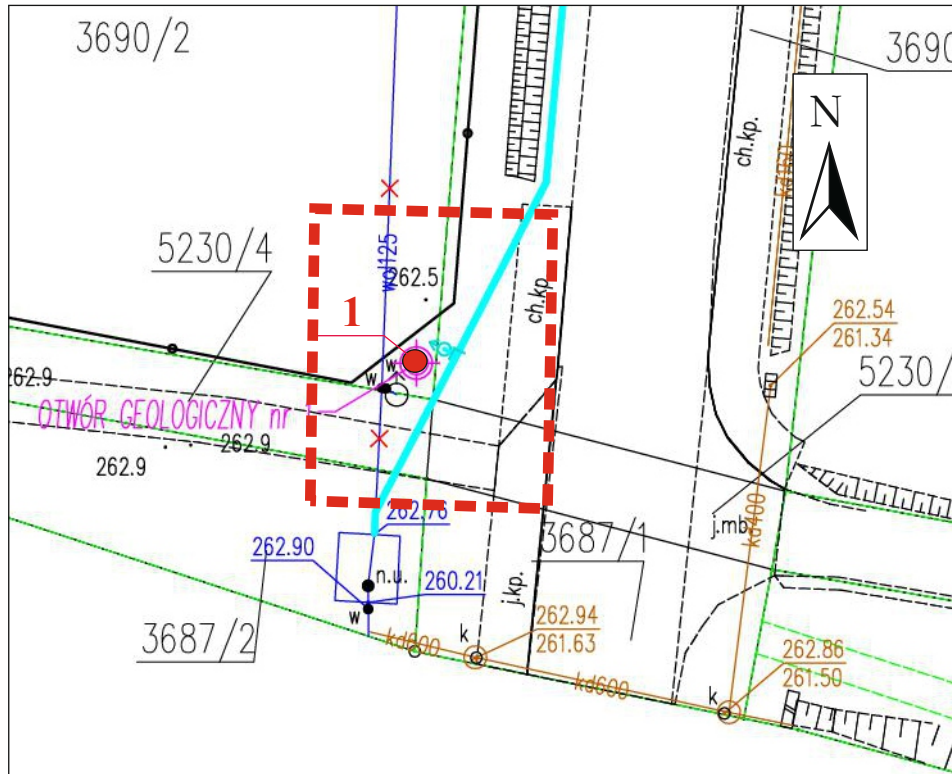 3690/2
3690
N
ch.kp.
kd600
5230/4
wol125
262.5
ch.kp.
262.54
261.34
1
w
w
5230/
262.9
OTWÓR GEOLOGICZNY nr
262.9
262.9
262.76
j.mb.
kd400
262.90
3687/1
n.u.
260.21
j.kp.
w
262.94
261.63
k
3687/2
kd600
262.86
261.50
kd600
k